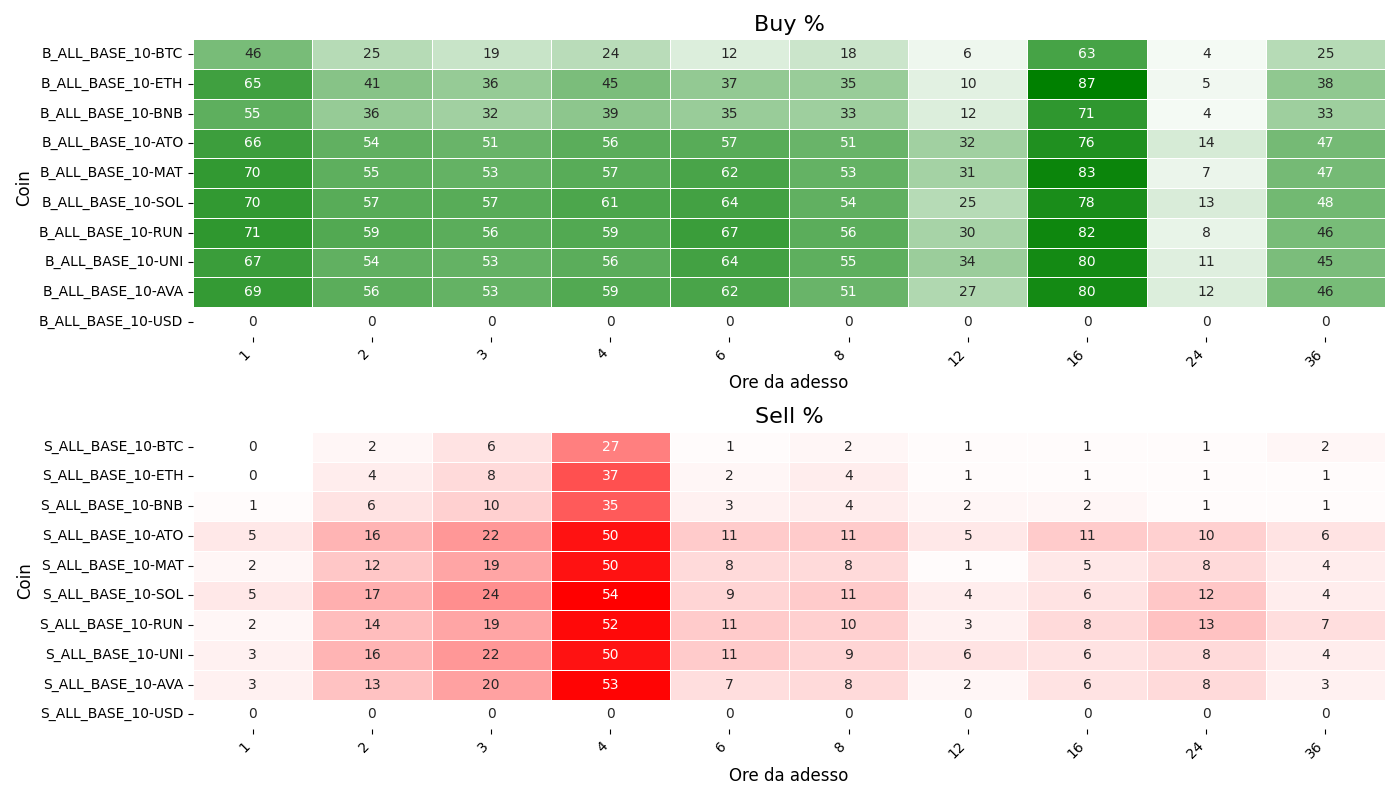 Buy %
Coin
B_ALL_BASE_10-BTC 46 25 19 24 12 18 6 63 4 25
B_ALL_BASE_10-ETH 65 41 36 45 37 35 10 87 5 38
B_ALL_BASE_10-BNB 55 36 32 39 35 33 12 71 4 33
B_ALL_BASE_10-ATO 66 54 51 56 57 51 32 76 14 47
B_ALL_BASE_10-MAT 70 55 53 57 62 53 31 83 7 47
B_ALL_BASE_10-SOL 70 57 57 61 64 54 25 78 13 48
B_ALL_BASE_10-RUN 71 59 56 59 67 56 30 82 8 46
B_ALL_BASE_10-UNI 67 54 53 56 64 55 34 80 11 45
B_ALL_BASE_10-AVA 69 56 53 59 62 51 27 80 12 46
B_ALL_BASE_10-USD 0 0 0 0 0 0 0 0 0 0
1 2 3 4 6 8 12 16 24 36
Ore da adesso
Sell %
Coin
S_ALL_BASE_10-BTC 0 2 6 27 1 2 1 1 1 2
S_ALL_BASE_10-ETH 0 4 8 37 2 4 1 1 1 1
S_ALL_BASE_10-BNB 1 6 10 35 3 4 2 2 1 1
S_ALL_BASE_10-ATO 5 16 22 50 11 11 5 11 10 6
S_ALL_BASE_10-MAT 2 12 19 50 8 8 1 5 8 4
S_ALL_BASE_10-SOL 5 17 24 54 9 11 4 6 12 4
S_ALL_BASE_10-RUN 2 14 19 52 11 10 3 8 13 7
S_ALL_BASE_10-UNI 3 16 22 50 11 9 6 6 8 4
S_ALL_BASE_10-AVA 3 13 20 53 7 8 2 6 8 3
S_ALL_BASE_10-USD 0 0 0 0 0 0 0 0 0 0
1 2 3 4 6 8 12 16 24 36
Ore da adesso